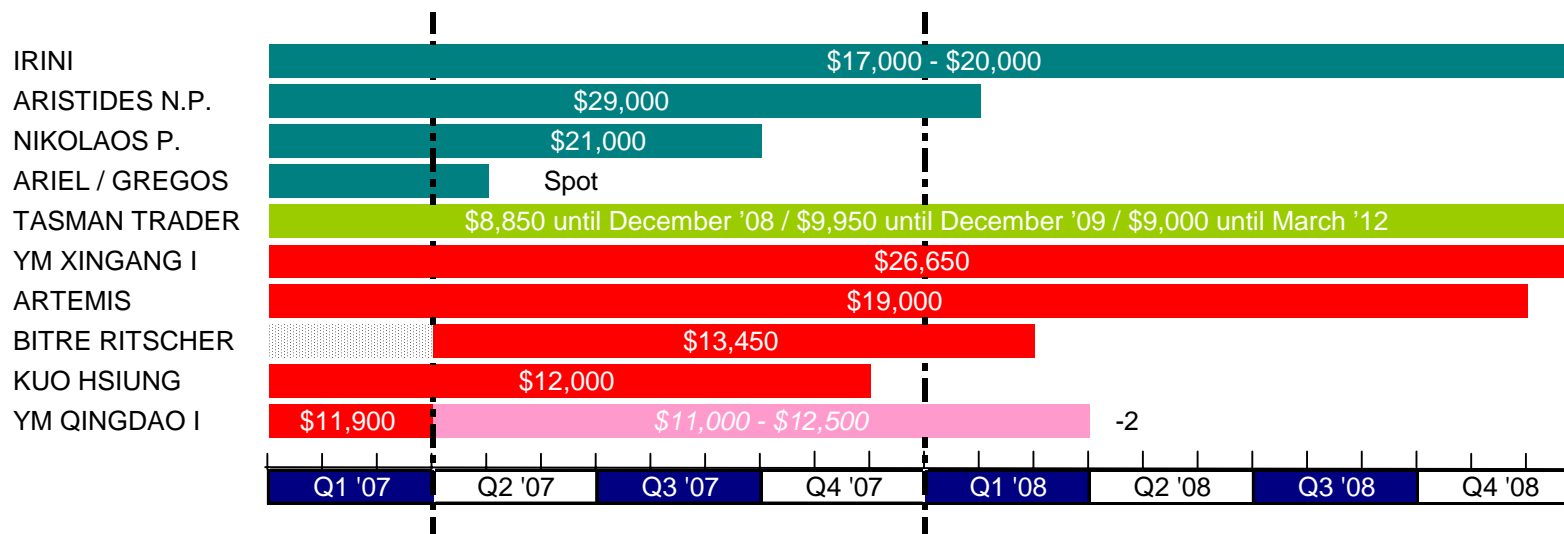 IRINI $17,000 - $20,000
ARISTIDES N.P. $29,000
NIKOLAOS P. $21,000
ARIEL / GREGOS Spot
TASMAN TRADER $8,850 until December ’08 / $9,950 until December ’09 / $9,000 until March ’12
YM XINGANG I $26,650
ARTEMIS $19,000
BITRE RITSCHER $13,450
KUO HSIUNG $12,000
YM QINGDAO I $11,900 $11,000 - $12,500 -2
Q1 '07 Q2 '07 Q3 '07 Q4 '07 Q1 '08 Q2 '08 Q3 '08 Q4 '08